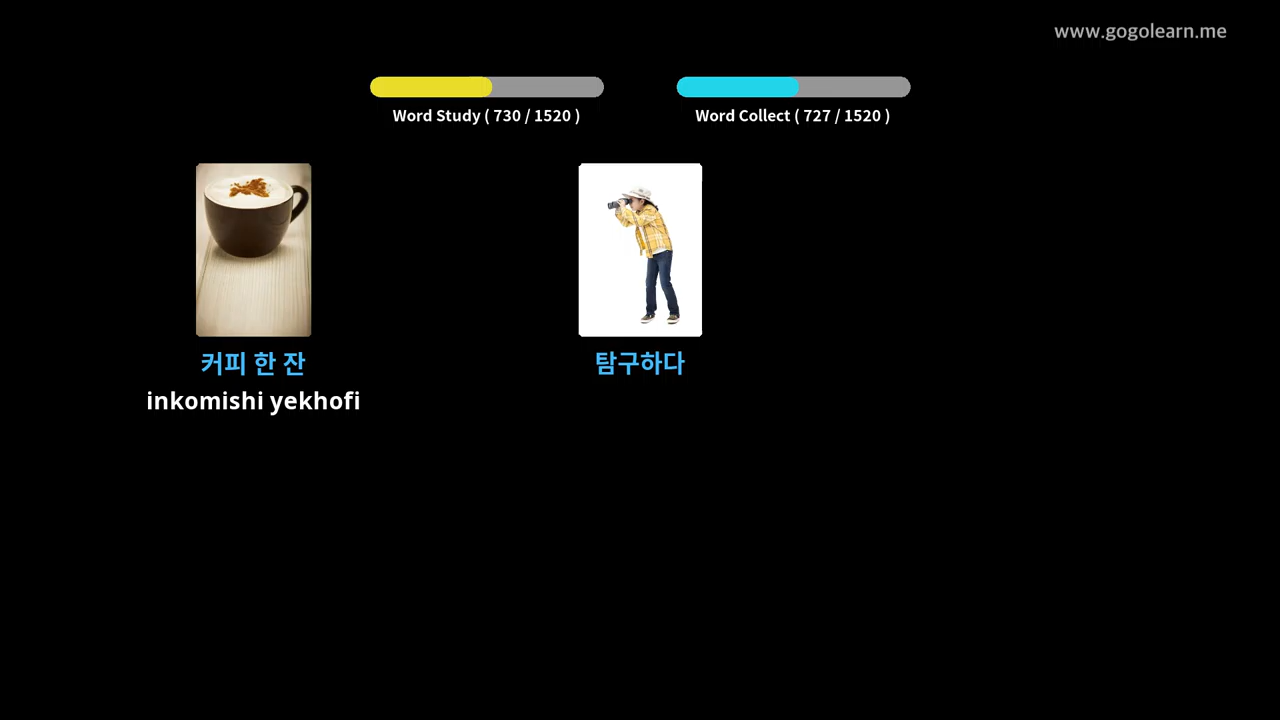 www.gogolearn.me
Word Study ( 730 / 1520 )
Word Collect ( 727 / 1520 )
커피 한 잔
탐구하다
inkomishi yekhofi